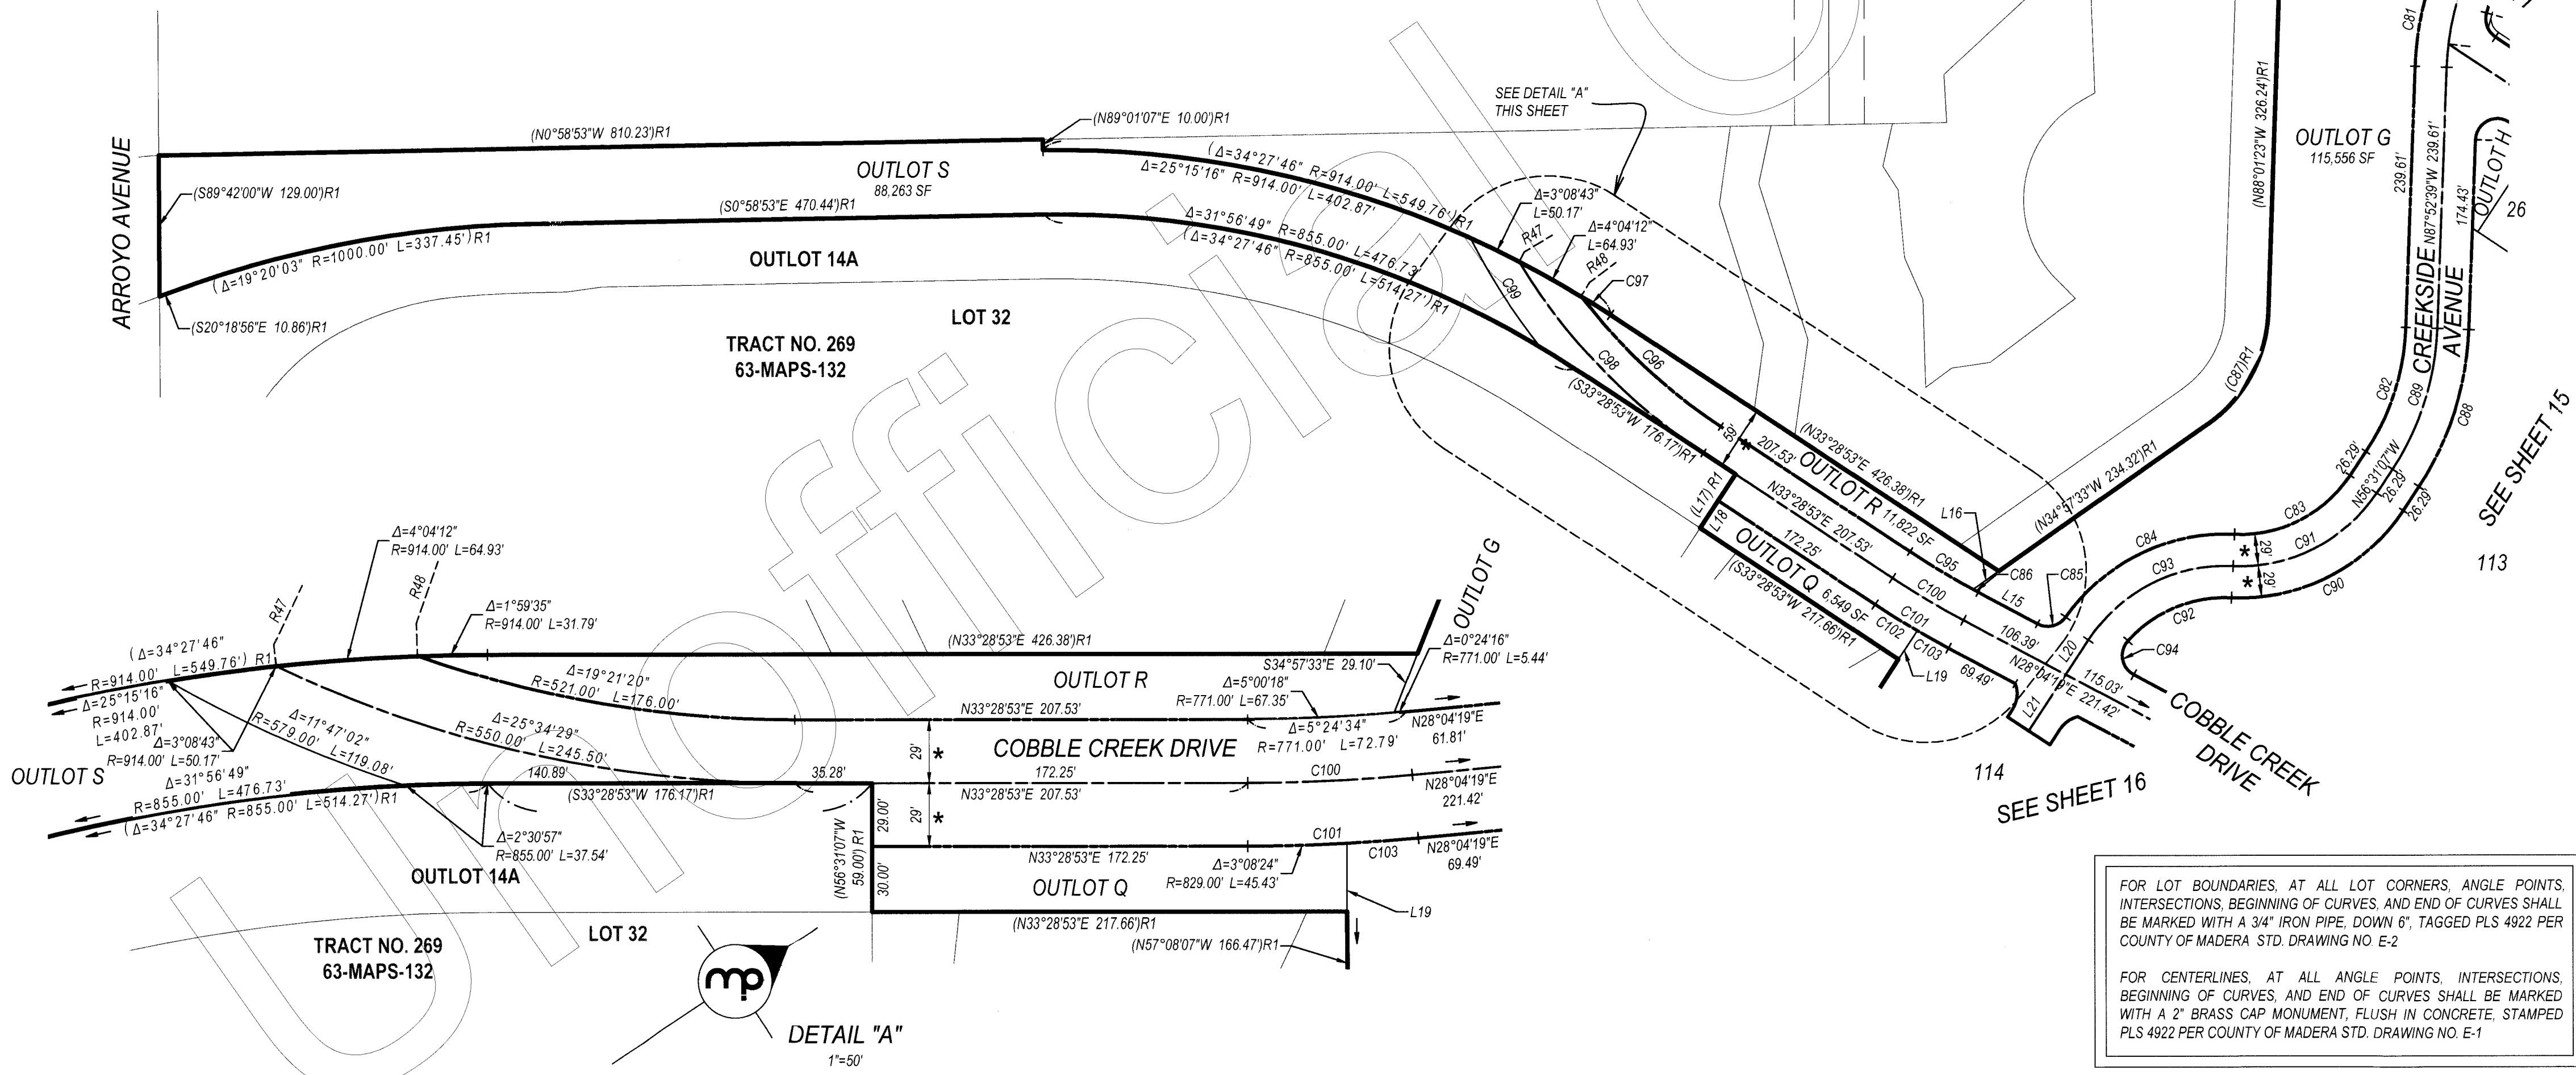 ARROYO AVENUE
(N0°58'53"W 810.23')R1
(N89°01'07"E 10.00')R1
OUTLOT S
88,263 SF
(S89°42'00"W 129.00')R1
(S0°58'53"E 470.44')R1
(Δ=19°20'03" R=1000.00' L=337.45')R1
(S20°18'56"E 10.86')R1
OUTLOT 14A
LOT 32
TRACT NO. 269
63-MAPS-132
(Δ=34°27'46" R=914.00' L=549.76')R1
Δ=25°15'16" R=914.00' L=402.87'
Δ=31°56'49" R=855.00' L=476.73'
(Δ=34°27'46" R=855.00' L=514.27')R1
SEE DETAIL "A"
THIS SHEET
Δ=3°08'43"
L=50.17'
R47
Δ=4°04'12"
L=64.93'
R48
C97
C99
C98
C96
(S33°28'53"W 176.17')R1
59'
*
207.53'
(N33°28'53"E 426.38')R1
OUTLOT R 11,822 SF
N33°28'53"E 207.53'
(L17) R1
L18
172.25'
OUTLOT Q 6,549 SF
(S33°28'53"W 217.66')R1
L16
C95
C100
C101
C102
C103
L19
C86
L15
C85
106.39'
69.49'
(N34°57'33"W 234.32')R1
(C87)R1
(N88°01'23"W 326.24')R1
OUTLOT G
115,556 SF
C81
239.61'
N87°52'39"W 239.61'
CREEKSIDE
AVENUE
174.43'
OUTLOT H
26
C82
C89
C88
26.29'
N56°31'07"W
26.29'
26.29'
C83
C84
C91
C93
29'
*
29'
*
C90
C92
C94
L20
L21
N28°04'19"E 221.42'
115.03'
COBBLE CREEK
DRIVE
SEE SHEET 15
113
114
SEE SHEET 16
Δ=4°04'12"
R=914.00' L=64.93'
R47
R48
Δ=1°59'35"
R=914.00' L=31.79'
(Δ=34°27'46"
R=914.00' L=549.76') R1
Δ=25°15'16"
R=914.00'
L=402.87'
Δ=3°08'43"
R=914.00' L=50.17'
OUTLOT S
Δ=31°56'49"
R=855.00' L=476.73'
(Δ=34°27'46" R=855.00' L=514.27')R1
Δ=11°47'02"
R=579.00' L=119.08'
Δ=19°21'20"
R=521.00' L=176.00'
Δ=25°34'29"
R=550.00' L=245.50'
140.89'
35.28'
(S33°28'53"W 176.17')R1
Δ=2°30'57"
R=855.00' L=37.54'
OUTLOT 14A
(N33°28'53"E 426.38')R1
OUTLOT R
S34°57'33"E 29.10'
OUTLOT G
Δ=0°24'16"
R=771.00' L=5.44'
Δ=5°00'18"
R=771.00' L=67.35'
N33°28'53"E 207.53'
Δ=5°24'34"
R=771.00' L=72.79'
N28°04'19"E
61.81'
COBBLE CREEK DRIVE
29'
*
172.25'
N33°28'53"E 207.53'
C100
N28°04'19"E
221.42'
29'
*
29.00'
(N56°31'07"W
59.00') R1
30.00'
C101
C103
N28°04'19"E
69.49'
N33°28'53"E 172.25'
Δ=3°08'24"
R=829.00' L=45.43'
OUTLOT Q
L19
(N33°28'53"E 217.66')R1
(N57°08'07"W 166.47')R1
LOT 32
TRACT NO. 269
63-MAPS-132
mp
DETAIL "A"
1"=50'
FOR LOT BOUNDARIES, AT ALL LOT CORNERS, ANGLE POINTS,
INTERSECTIONS, BEGINNING OF CURVES, AND END OF CURVES SHALL
BE MARKED WITH A 3/4" IRON PIPE, DOWN 6", TAGGED PLS 4922 PER
COUNTY OF MADERA STD. DRAWING NO. E-2
FOR CENTERLINES, AT ALL ANGLE POINTS, INTERSECTIONS,
BEGINNING OF CURVES, AND END OF CURVES SHALL BE MARKED
WITH A 2" BRASS CAP MONUMENT, FLUSH IN CONCRETE, STAMPED
PLS 4922 PER COUNTY OF MADERA STD. DRAWING NO. E-1
Unofficial